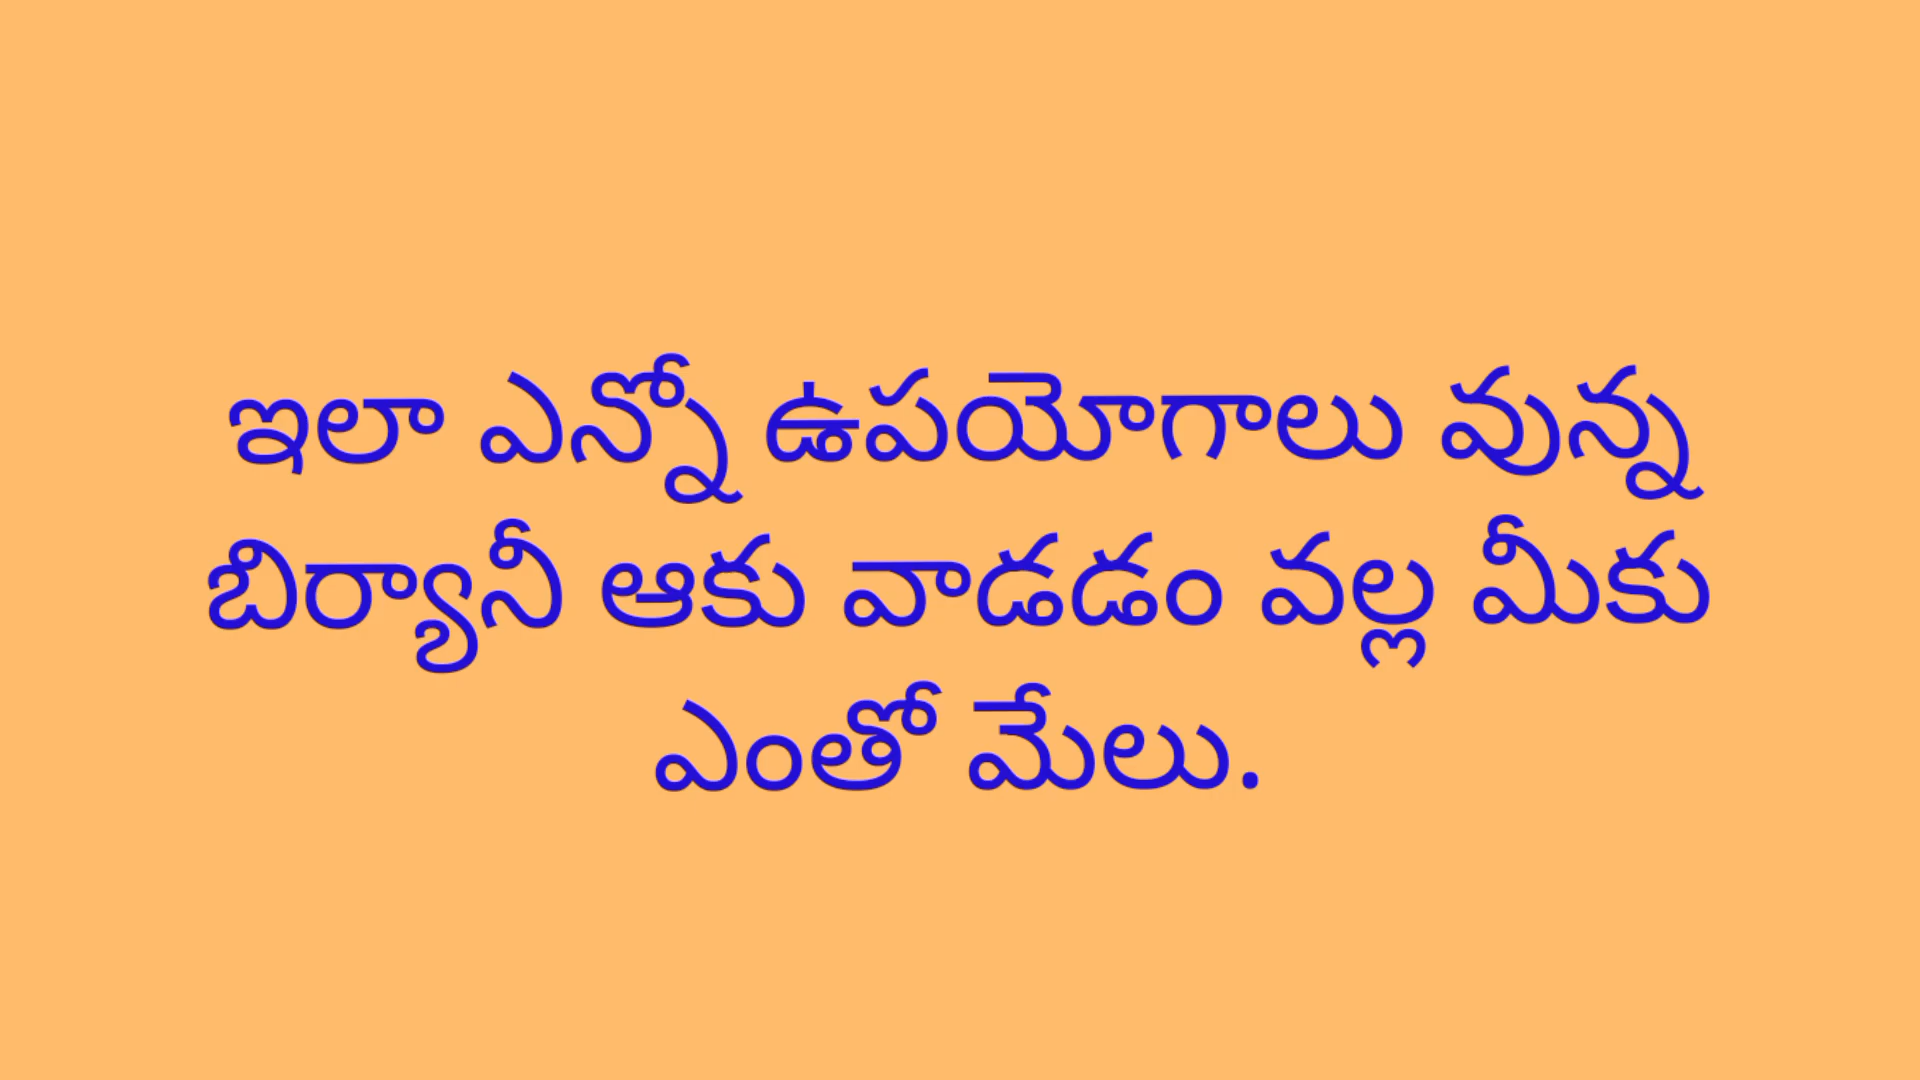 ఇలా ఎన్నో ఉపయోగాలు వున్న
బిర్యానీ ఆకు వాడడం వల్ల మీకు
ఎంతో మేలు.